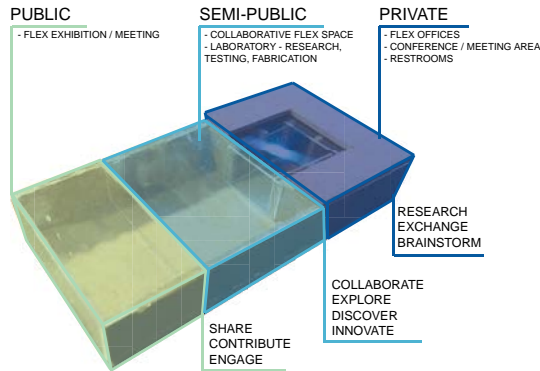 PUBLIC
- FLEX EXHIBITION / MEETING
SEMI-PUBLIC
- COLLABORATIVE FLEX SPACE
- LABORATORY - RESEARCH,
TESTING, FABRICATION
PRIVATE
- FLEX OFFICES
- CONFERENCE / MEETING AREA
- RESTROOMS
RESEARCH
EXCHANGE
BRAINSTORM
COLLABORATE
EXPLORE
DISCOVER
INNOVATE
SHARE
CONTRIBUTE
ENGAGE